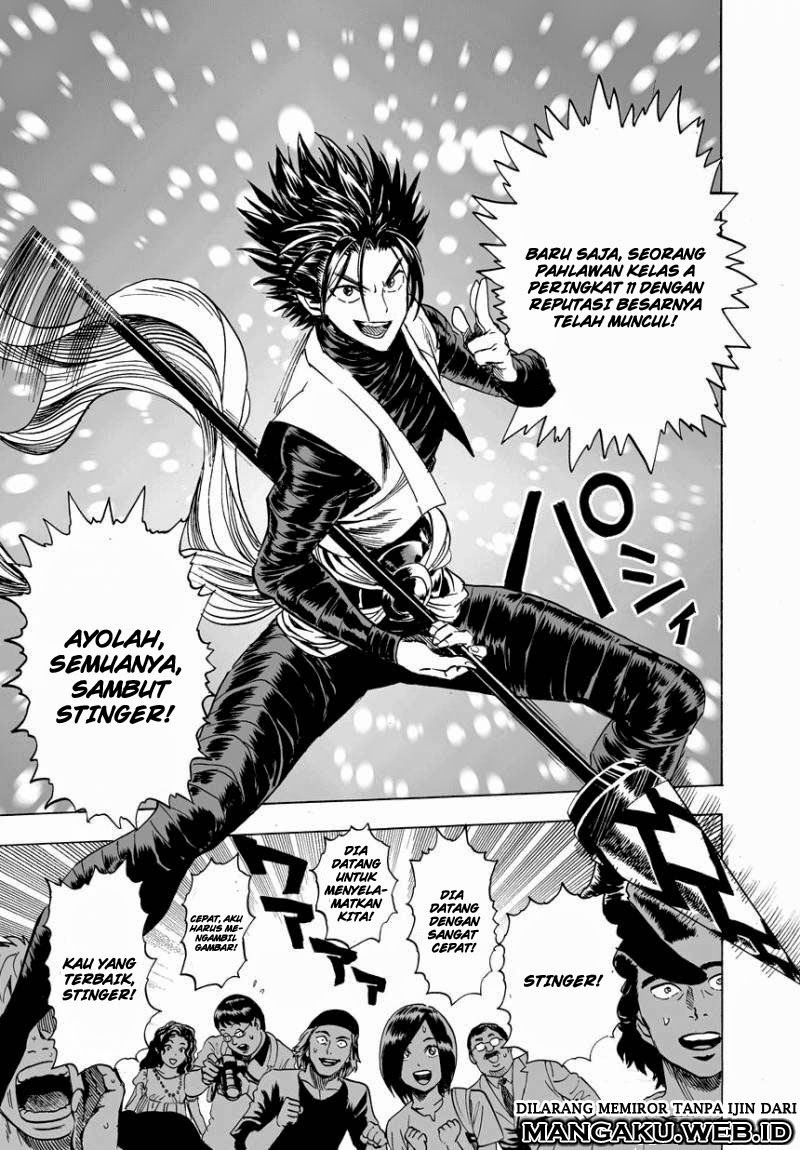 BARU SAJA, SEORANG
PAHLAWAN KELAS A
PERINGKAT 11 DENGAN
REPUTASI BESARNYA
TELAH MUNCUL!
パシィ
AYOLAH,
SEMUANYA,
SAMBUT
STINGER!
STINGER!
DIA
DATANG
DENGAN
SANGAT
CEPAT!
DIA
DATANG
UNTUK
MENYELA-
MATKAN
KITA!
ワアアアア
CEPAT, AKU
HARUS ME-
NGAMBIL
GAMBAR!
KAU YANG
TERBAIK,
STINGER!
DILARANG MEMIROR TANPA IJIN DARI
MANGAKU.WEB.ID